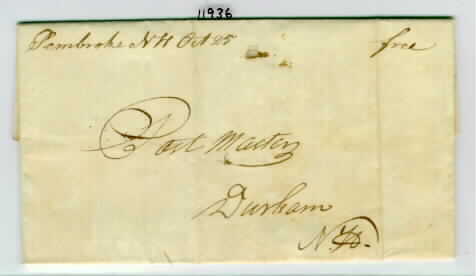 11936
Pembroke NH Oct 25 free
Post Master
Durham
N.H.